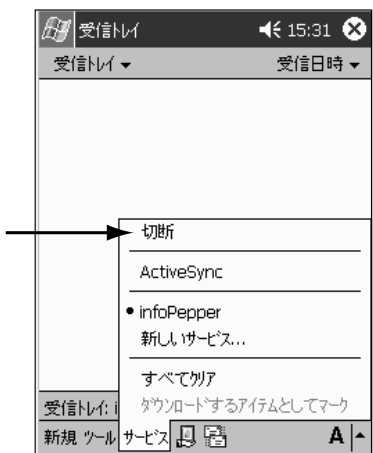 受信トレイ 15:31
受信トレイ 受信日時
切断
ActiveSync
infoPepper
新しいサービス...
すべてクリア
受信トレイ: i ダウンロードするアイテムとしてマーク
新規 ツール サービス A